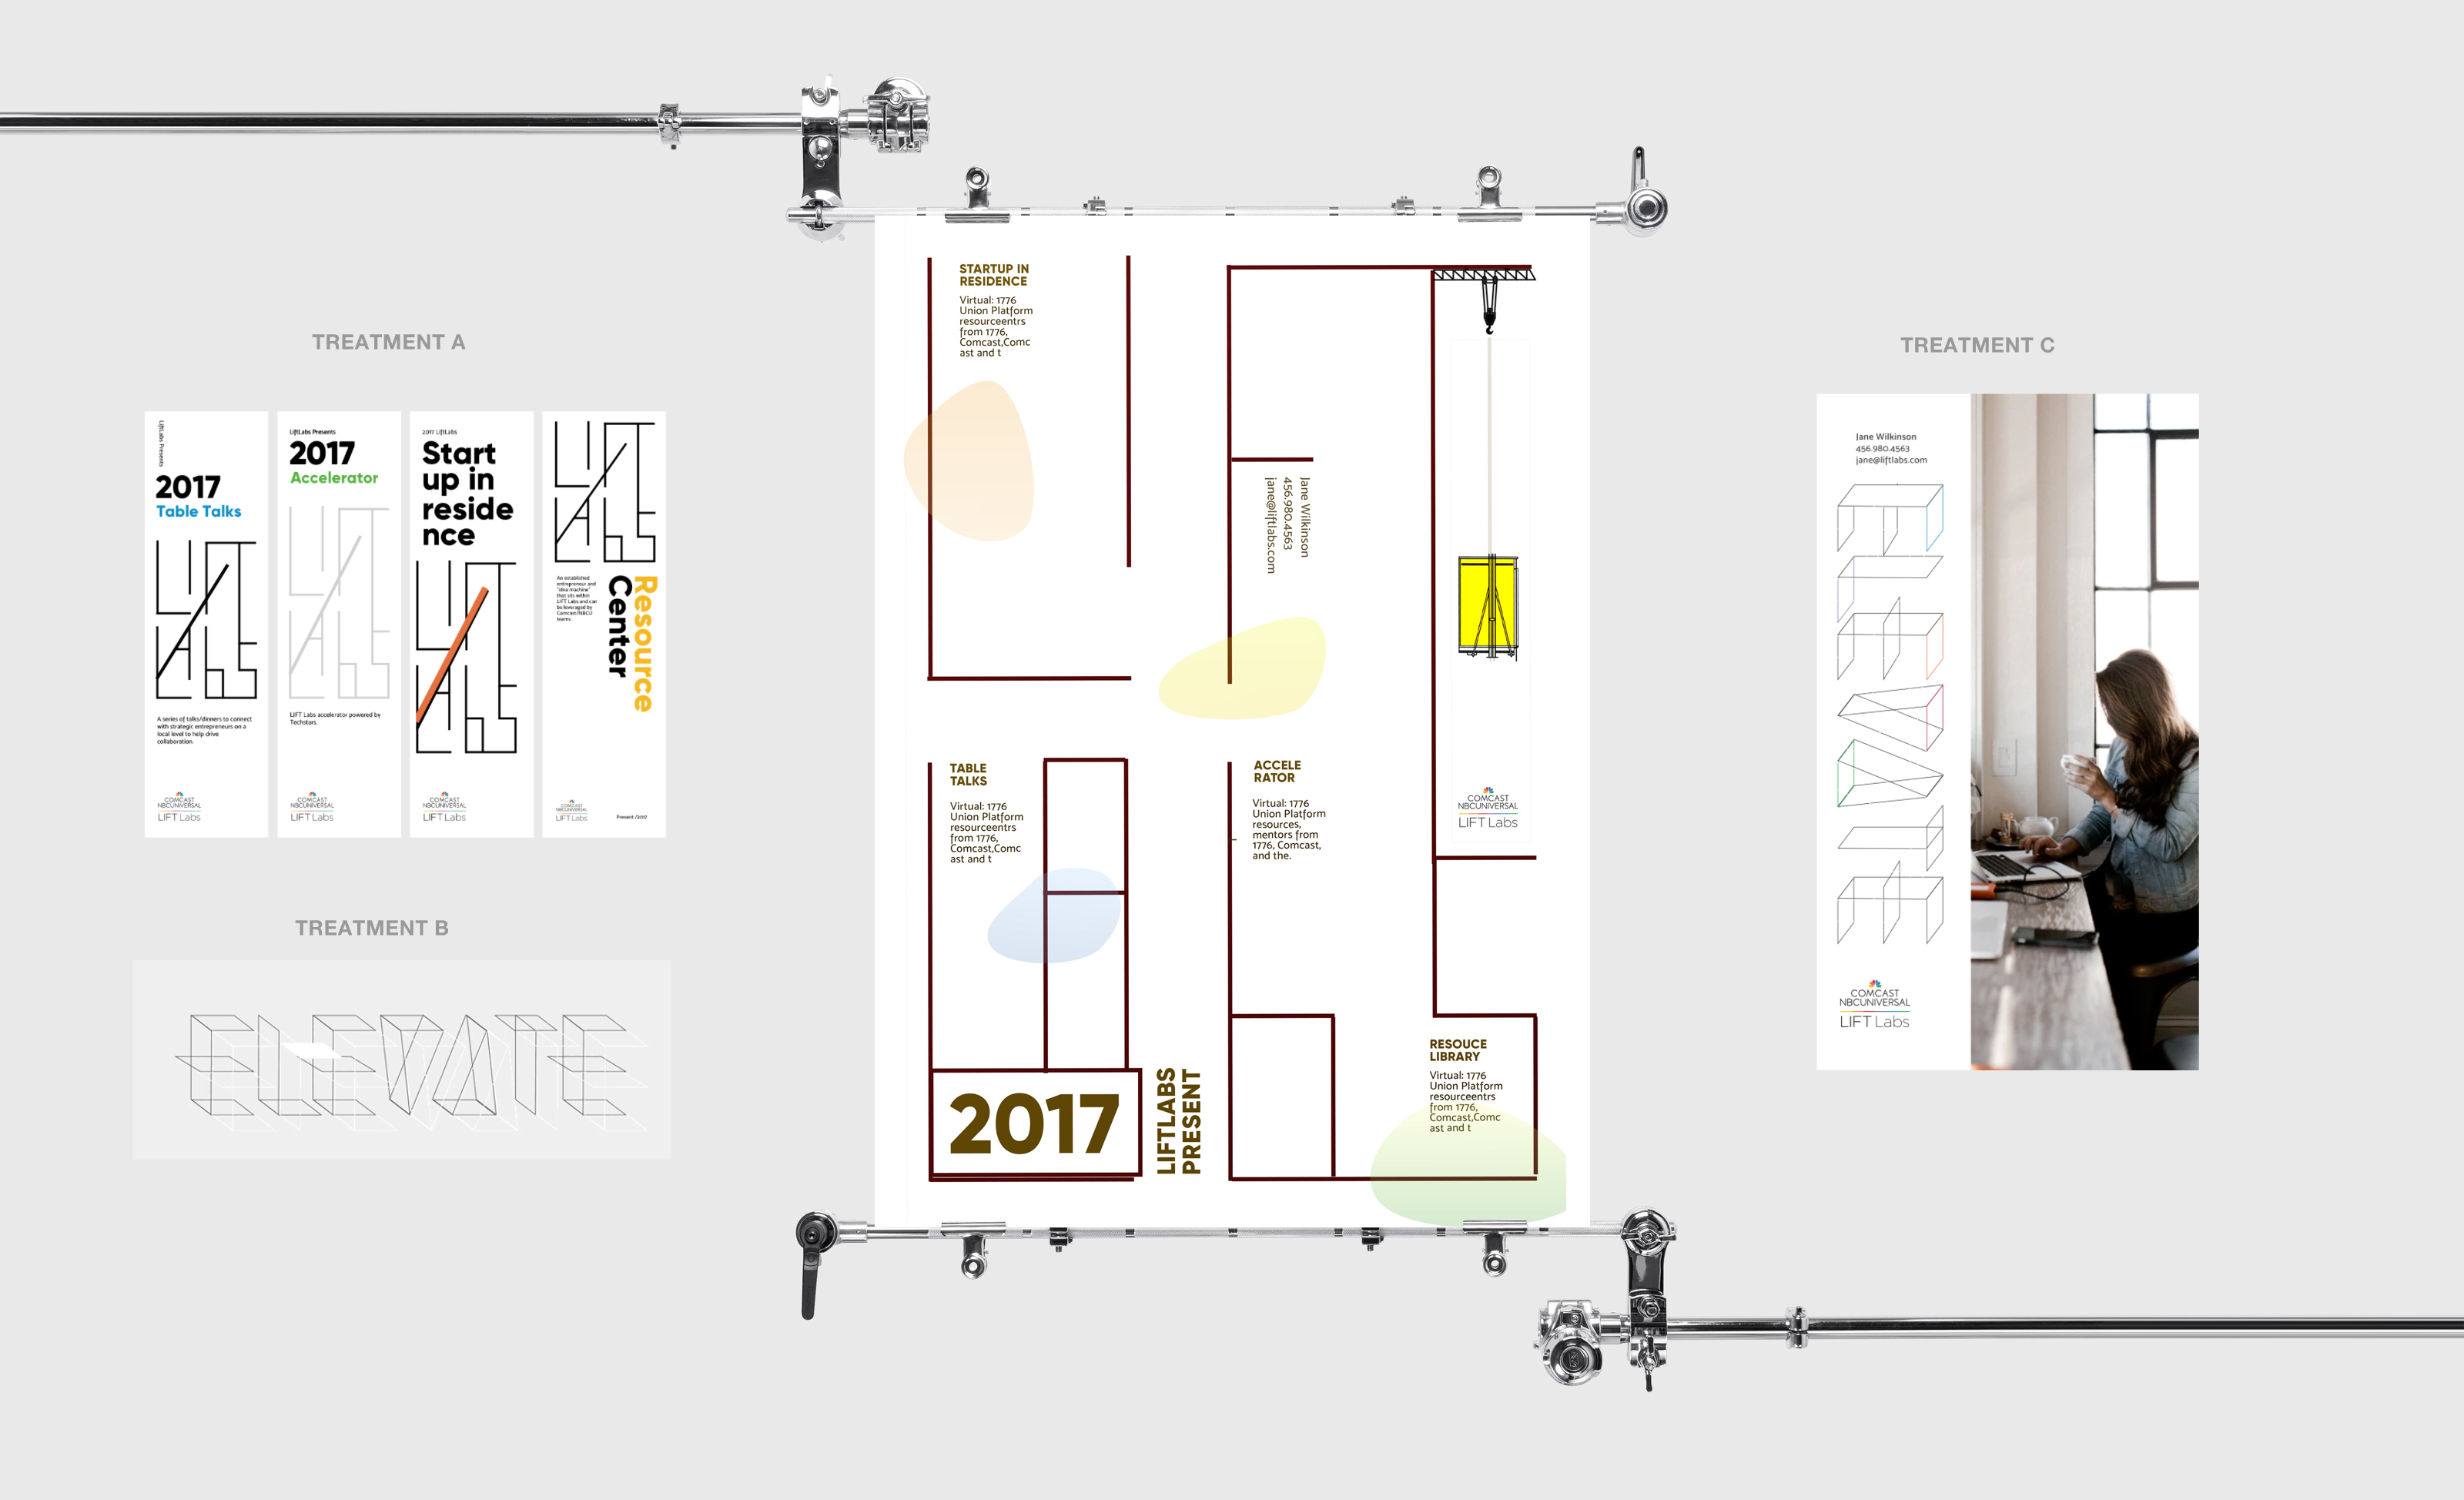 TREATMENT A
LiftLabs Presents
2017
Table Talks
A series of talks/dinners to connect
with strategic entrepreneurs on a
local level to help drive
collaboration.
COMCAST
NBCUNIVERSAL
LIFT Labs
LiftLabs Presents
2017
Accelerator
LIFT Labs accelerator powered by
Techstars.
COMCAST
NBCUNIVERSAL
LIFT Labs
2017 LiftLabs
Start
up in
reside
nce
COMCAST
NBCUNIVERSAL
LIFT Labs
An established
entrepreneur and
"idea machine"
that sits within
LIFT Labs and can
be leveraged by
Comcast/NBCU
teams.
Resource
Center
COMCAST
NBCUNIVERSAL
LIFT Labs
Present /2017
TREATMENT B
ELEVATE
STARTUP IN
RESIDENCE
Virtual: 1776
Union Platform
resourceentrs
from 1776,
Comcast,Comc
ast and t
Jane Wilkinson
456.980.4563
jane@liftlabs.com
COMCAST
NBCUNIVERSAL
LIFT Labs
TABLE
TALKS
Virtual: 1776
Union Platform
resourceentrs
from 1776,
Comcast,Comc
ast and t
ACCELE
RATOR
Virtual: 1776
Union Platform
resources,
mentors from
1776, Comcast,
and the.
RESOUCE
LIBRARY
Virtual: 1776
Union Platform
resourceentrs
from 1776,
Comcast,Comc
ast and t
2017
LIFTLABS
PRESENT
TREATMENT C
Jane Wilkinson
456.980.4563
jane@liftlabs.com
ELEVATE
COMCAST
NBCUNIVERSAL
LIFT Labs